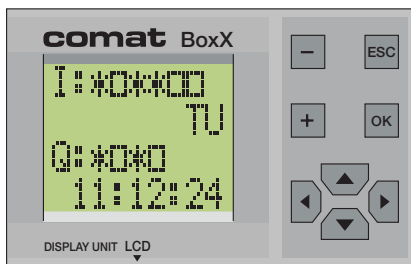 comat BoxX
I:*□**□□
TU
Q:*□*□
11:12:24
DISPLAY UNIT LCD
−
ESC
+
OK